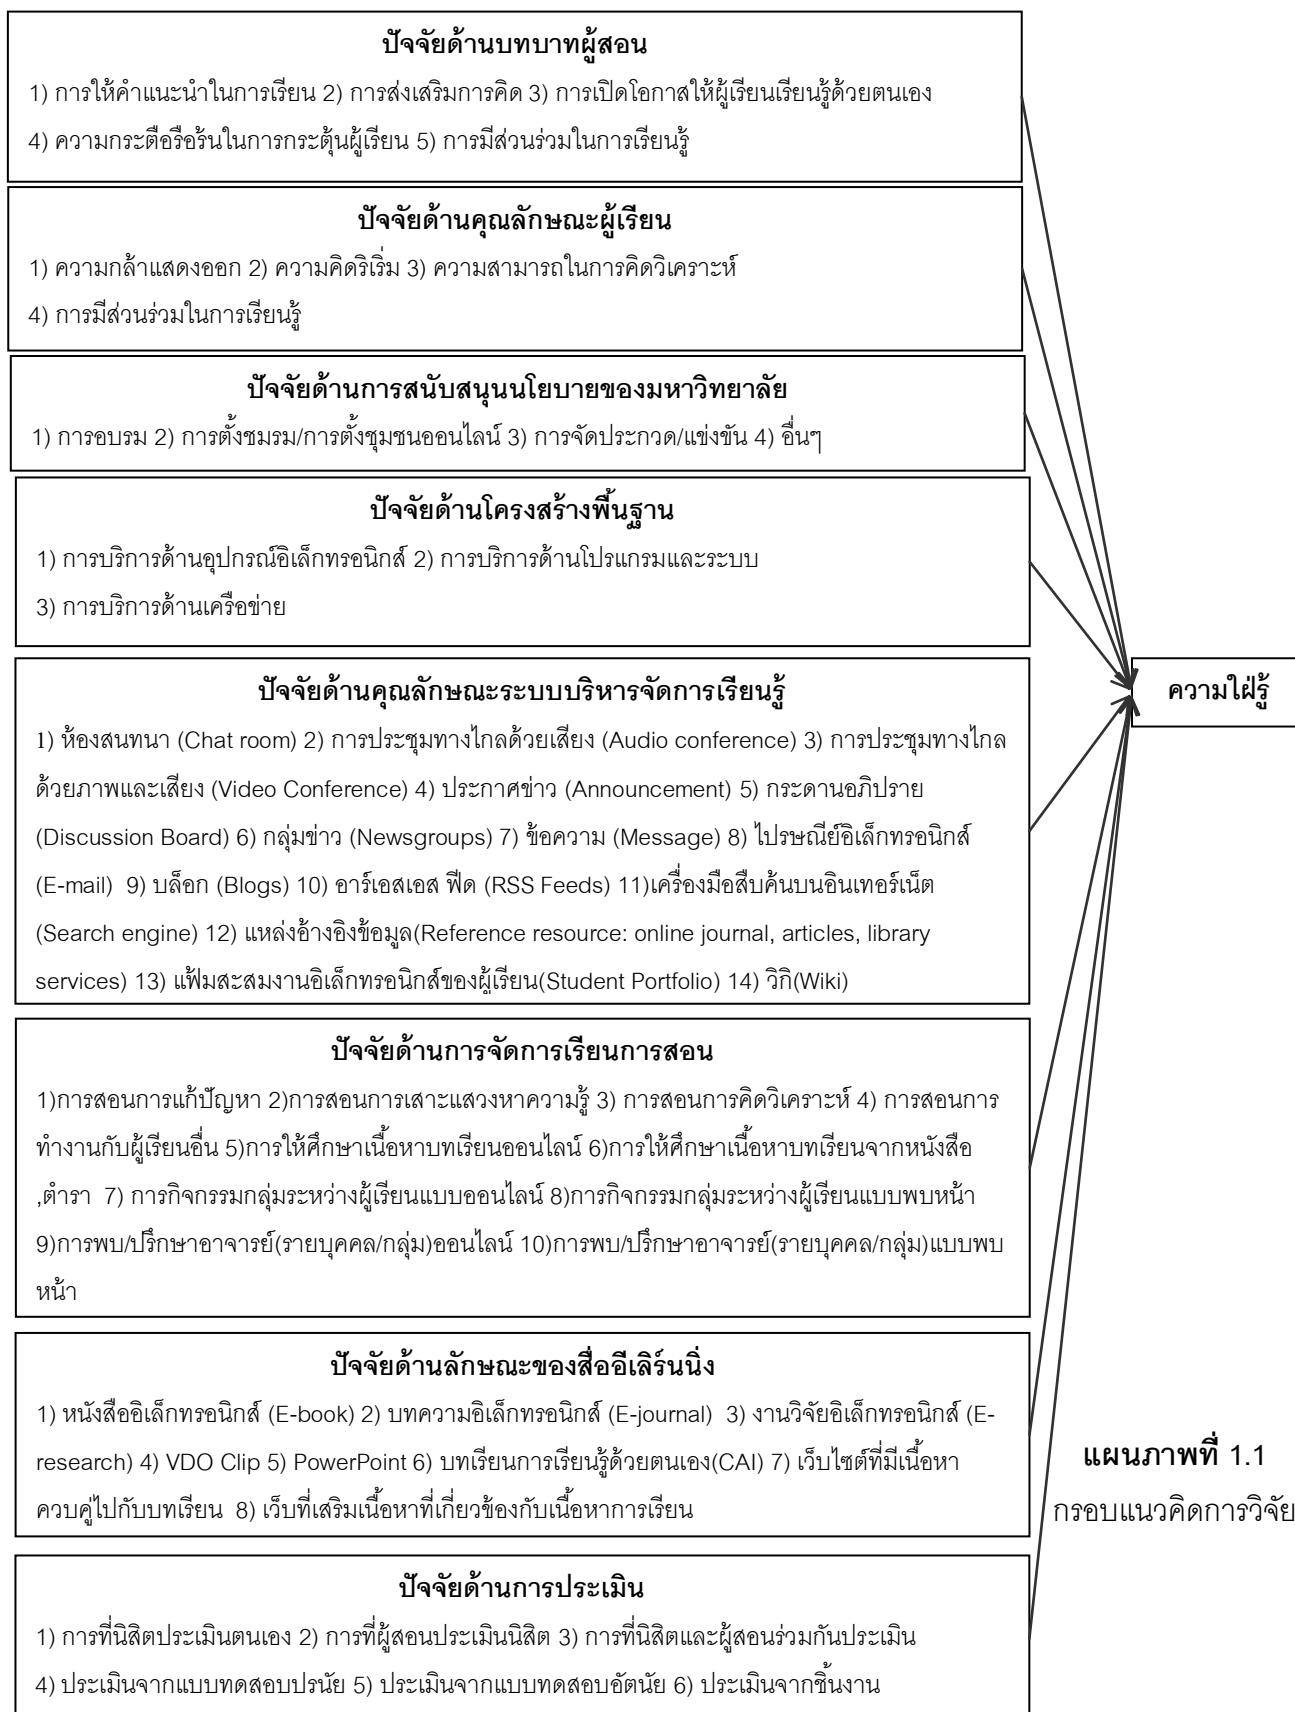 ปัจจัยด้านบทบาทผู้สอน
1) การให้คำแนะนำในการเรียน 2) การส่งเสริมการคิด 3) การเปิดโอกาสให้ผู้เรียนเรียนรู้ด้วยตนเอง
4) ความกระตือรือร้นในการกระตุ้นผู้เรียน 5) การมีส่วนร่วมในการเรียนรู้
ปัจจัยด้านคุณลักษณะผู้เรียน
1) ความกล้าแสดงออก 2) ความคิดริเริ่ม 3) ความสามารถในการคิดวิเคราะห์
4) การมีส่วนร่วมในการเรียนรู้
ปัจจัยด้านการสนับสนุนนโยบายของมหาวิทยาลัย
1) การอบรม 2) การตั้งชมรม/การตั้งชุมชนออนไลน์ 3) การจัดประกวด/แข่งขัน 4) อื่นๆ
ปัจจัยด้านโครงสร้างพื้นฐาน
1) การบริการด้านอุปกรณ์อิเล็กทรอนิกส์ 2) การบริการด้านโปรแกรมและระบบ
3) การบริการด้านเครือข่าย
ปัจจัยด้านคุณลักษณะระบบบริหารจัดการเรียนรู้
1) ห้องสนทนา (Chat room) 2) การประชุมทางไกลด้วยเสียง (Audio conference) 3) การประชุมทางไกล
ด้วยภาพและเสียง (Video Conference) 4) ประกาศข่าว (Announcement) 5) กระดานอภิปราย
(Discussion Board) 6) กลุ่มข่าว (Newsgroups) 7) ข้อความ (Message) 8) ไปรษณีย์อิเล็กทรอนิกส์
(E-mail) 9) บล็อก (Blogs) 10) อาร์เอสเอส ฟีด (RSS Feeds) 11)เครื่องมือสืบค้นบนอินเทอร์เน็ต
(Search engine) 12) แหล่งอ้างอิงข้อมูล(Reference resource: online journal, articles, library
services) 13) แฟ้มสะสมงานอิเล็กทรอนิกส์ของผู้เรียน(Student Portfolio) 14) วิกิ(Wiki)
ความใฝ่รู้
ปัจจัยด้านการจัดการเรียนการสอน
1)การสอนการแก้ปัญหา 2)การสอนการเสาะแสวงหาความรู้ 3) การสอนการคิดวิเคราะห์ 4) การสอนการ
ทำงานกับผู้เรียนอื่น 5)การให้ศึกษาเนื้อหาบทเรียนออนไลน์ 6)การให้ศึกษาเนื้อหาบทเรียนจากหนังสือ
,ตำรา 7) การกิจกรรมกลุ่มระหว่างผู้เรียนแบบออนไลน์ 8)การกิจกรรมกลุ่มระหว่างผู้เรียนแบบพบหน้า
9)การพบ/ปรึกษาอาจารย์(รายบุคคล/กลุ่ม)ออนไลน์ 10)การพบ/ปรึกษาอาจารย์(รายบุคคล/กลุ่ม)แบบพบ
หน้า
ปัจจัยด้านลักษณะของสื่ออีเลิร์นนิ่ง
1) หนังสืออิเล็กทรอนิกส์ (E-book) 2) บทความอิเล็กทรอนิกส์ (E-journal) 3) งานวิจัยอิเล็กทรอนิกส์ (E-
research) 4) VDO Clip 5) PowerPoint 6) บทเรียนการเรียนรู้ด้วยตนเอง(CAI) 7) เว็บไซต์ที่มีเนื้อหา
ควบคู่ไปกับบทเรียน 8) เว็บที่เสริมเนื้อหาที่เกี่ยวข้องกับเนื้อหาการเรียน
แผนภาพที่ 1.1
กรอบแนวคิดการวิจัย
ปัจจัยด้านการประเมิน
1) การที่นิสิตประเมินตนเอง 2) การที่ผู้สอนประเมินนิสิต 3) การที่นิสิตและผู้สอนร่วมกันประเมิน
4) ประเมินจากแบบทดสอบปรนัย 5) ประเมินจากแบบทดสอบอัตนัย 6) ประเมินจากชิ้นงาน